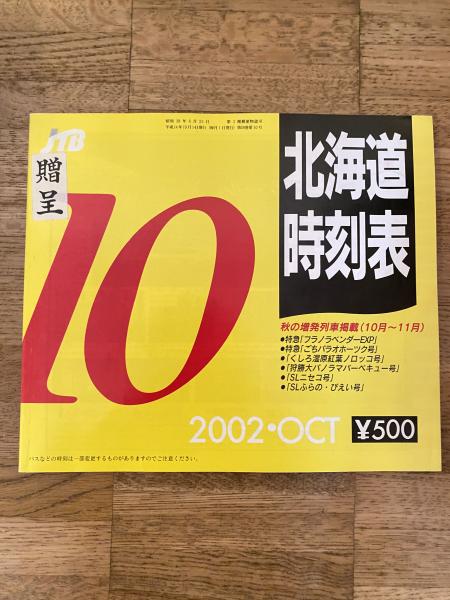 JTB
贈呈
10
北海道
時刻表
秋の増発列車掲載(10月〜11月)
●特急「フラノラベンダーEXP」
●特急「ごちバラオホーツク号」
●「くしろ湿原紅葉ノロッコ号」
●「狩勝大パノラマバーベキュー号」
●「SLニセコ号」
●「SLふらの・びえい号」
2002・OCT ¥500
バスなどの時刻は一部変更するものがありますのでご注意ください。